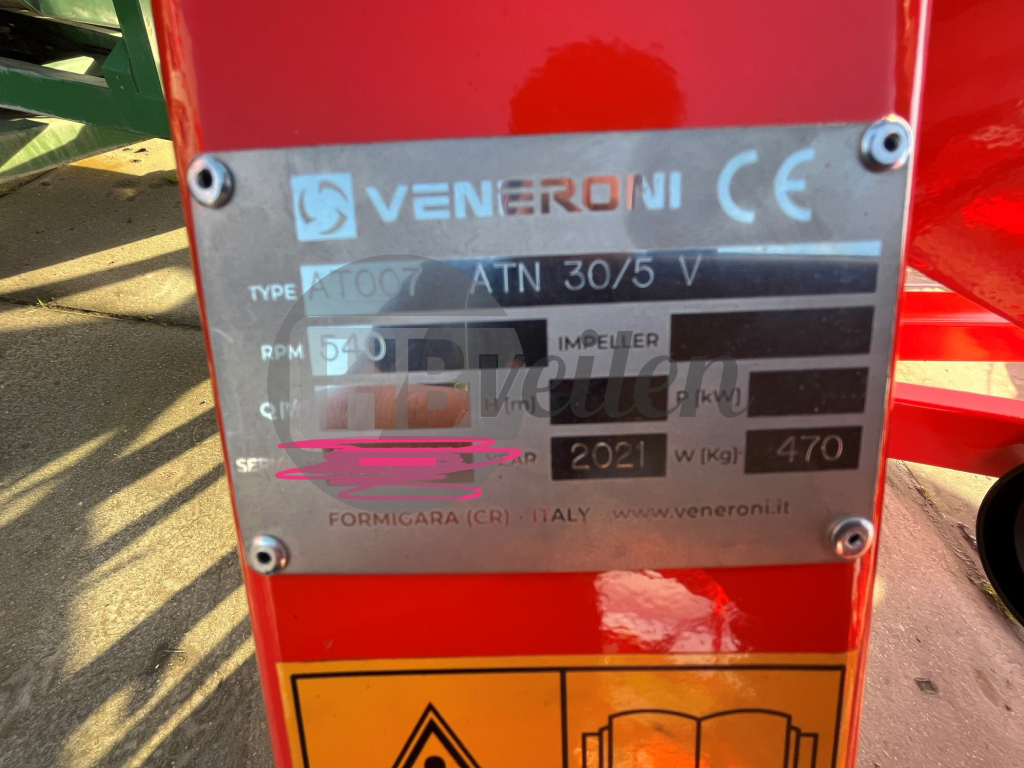 VENERONI CE
TYPE AT007 ATN 30/5 V
RPM 540 IMPELLER
HBveilen
H [m] P [kW]
YEAR 2021 W [Kg] 470
FORMIGARA (CR) - ITALY www.veneroni.it